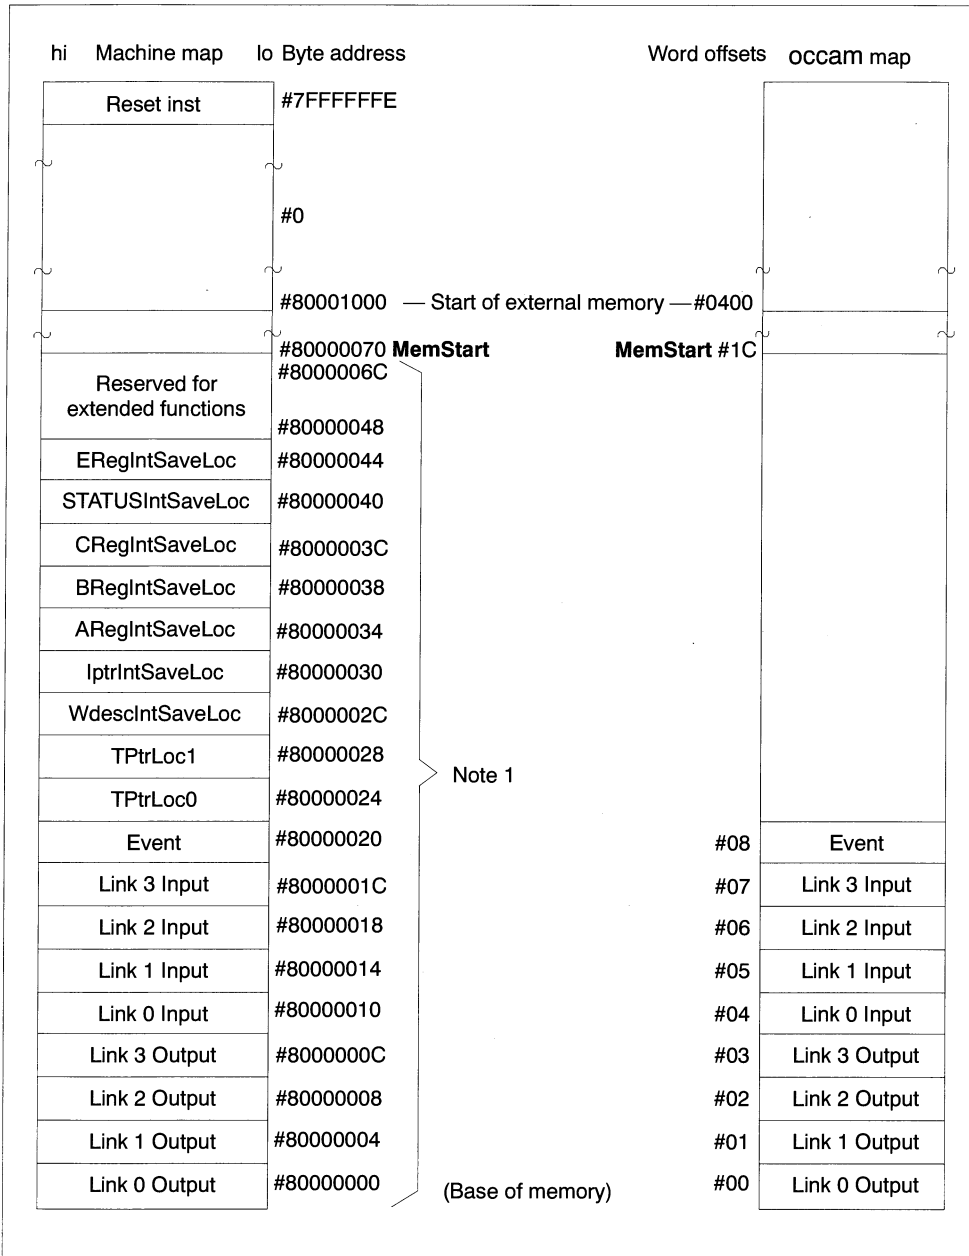 hi Machine map lo Byte address Word offsets occam map
Reset inst #7FFFFFFE
#0
#80001000 — Start of external memory — #0400
#80000070 MemStart MemStart #1C
#8000006C
Reserved for
extended functions
#80000048
ERegIntSaveLoc #80000044
STATUSIntSaveLoc #80000040
CRegIntSaveLoc #8000003C
BRegIntSaveLoc #80000038
ARegIntSaveLoc #80000034
IptrIntSaveLoc #80000030
WdescIntSaveLoc #8000002C
TPtrLoc1 #80000028
Note 1
TPtrLoc0 #80000024
Event #80000020 #08 Event
Link 3 Input #8000001C #07 Link 3 Input
Link 2 Input #80000018 #06 Link 2 Input
Link 1 Input #80000014 #05 Link 1 Input
Link 0 Input #80000010 #04 Link 0 Input
Link 3 Output #8000000C #03 Link 3 Output
Link 2 Output #80000008 #02 Link 2 Output
Link 1 Output #80000004 #01 Link 1 Output
Link 0 Output #80000000 (Base of memory) #00 Link 0 Output